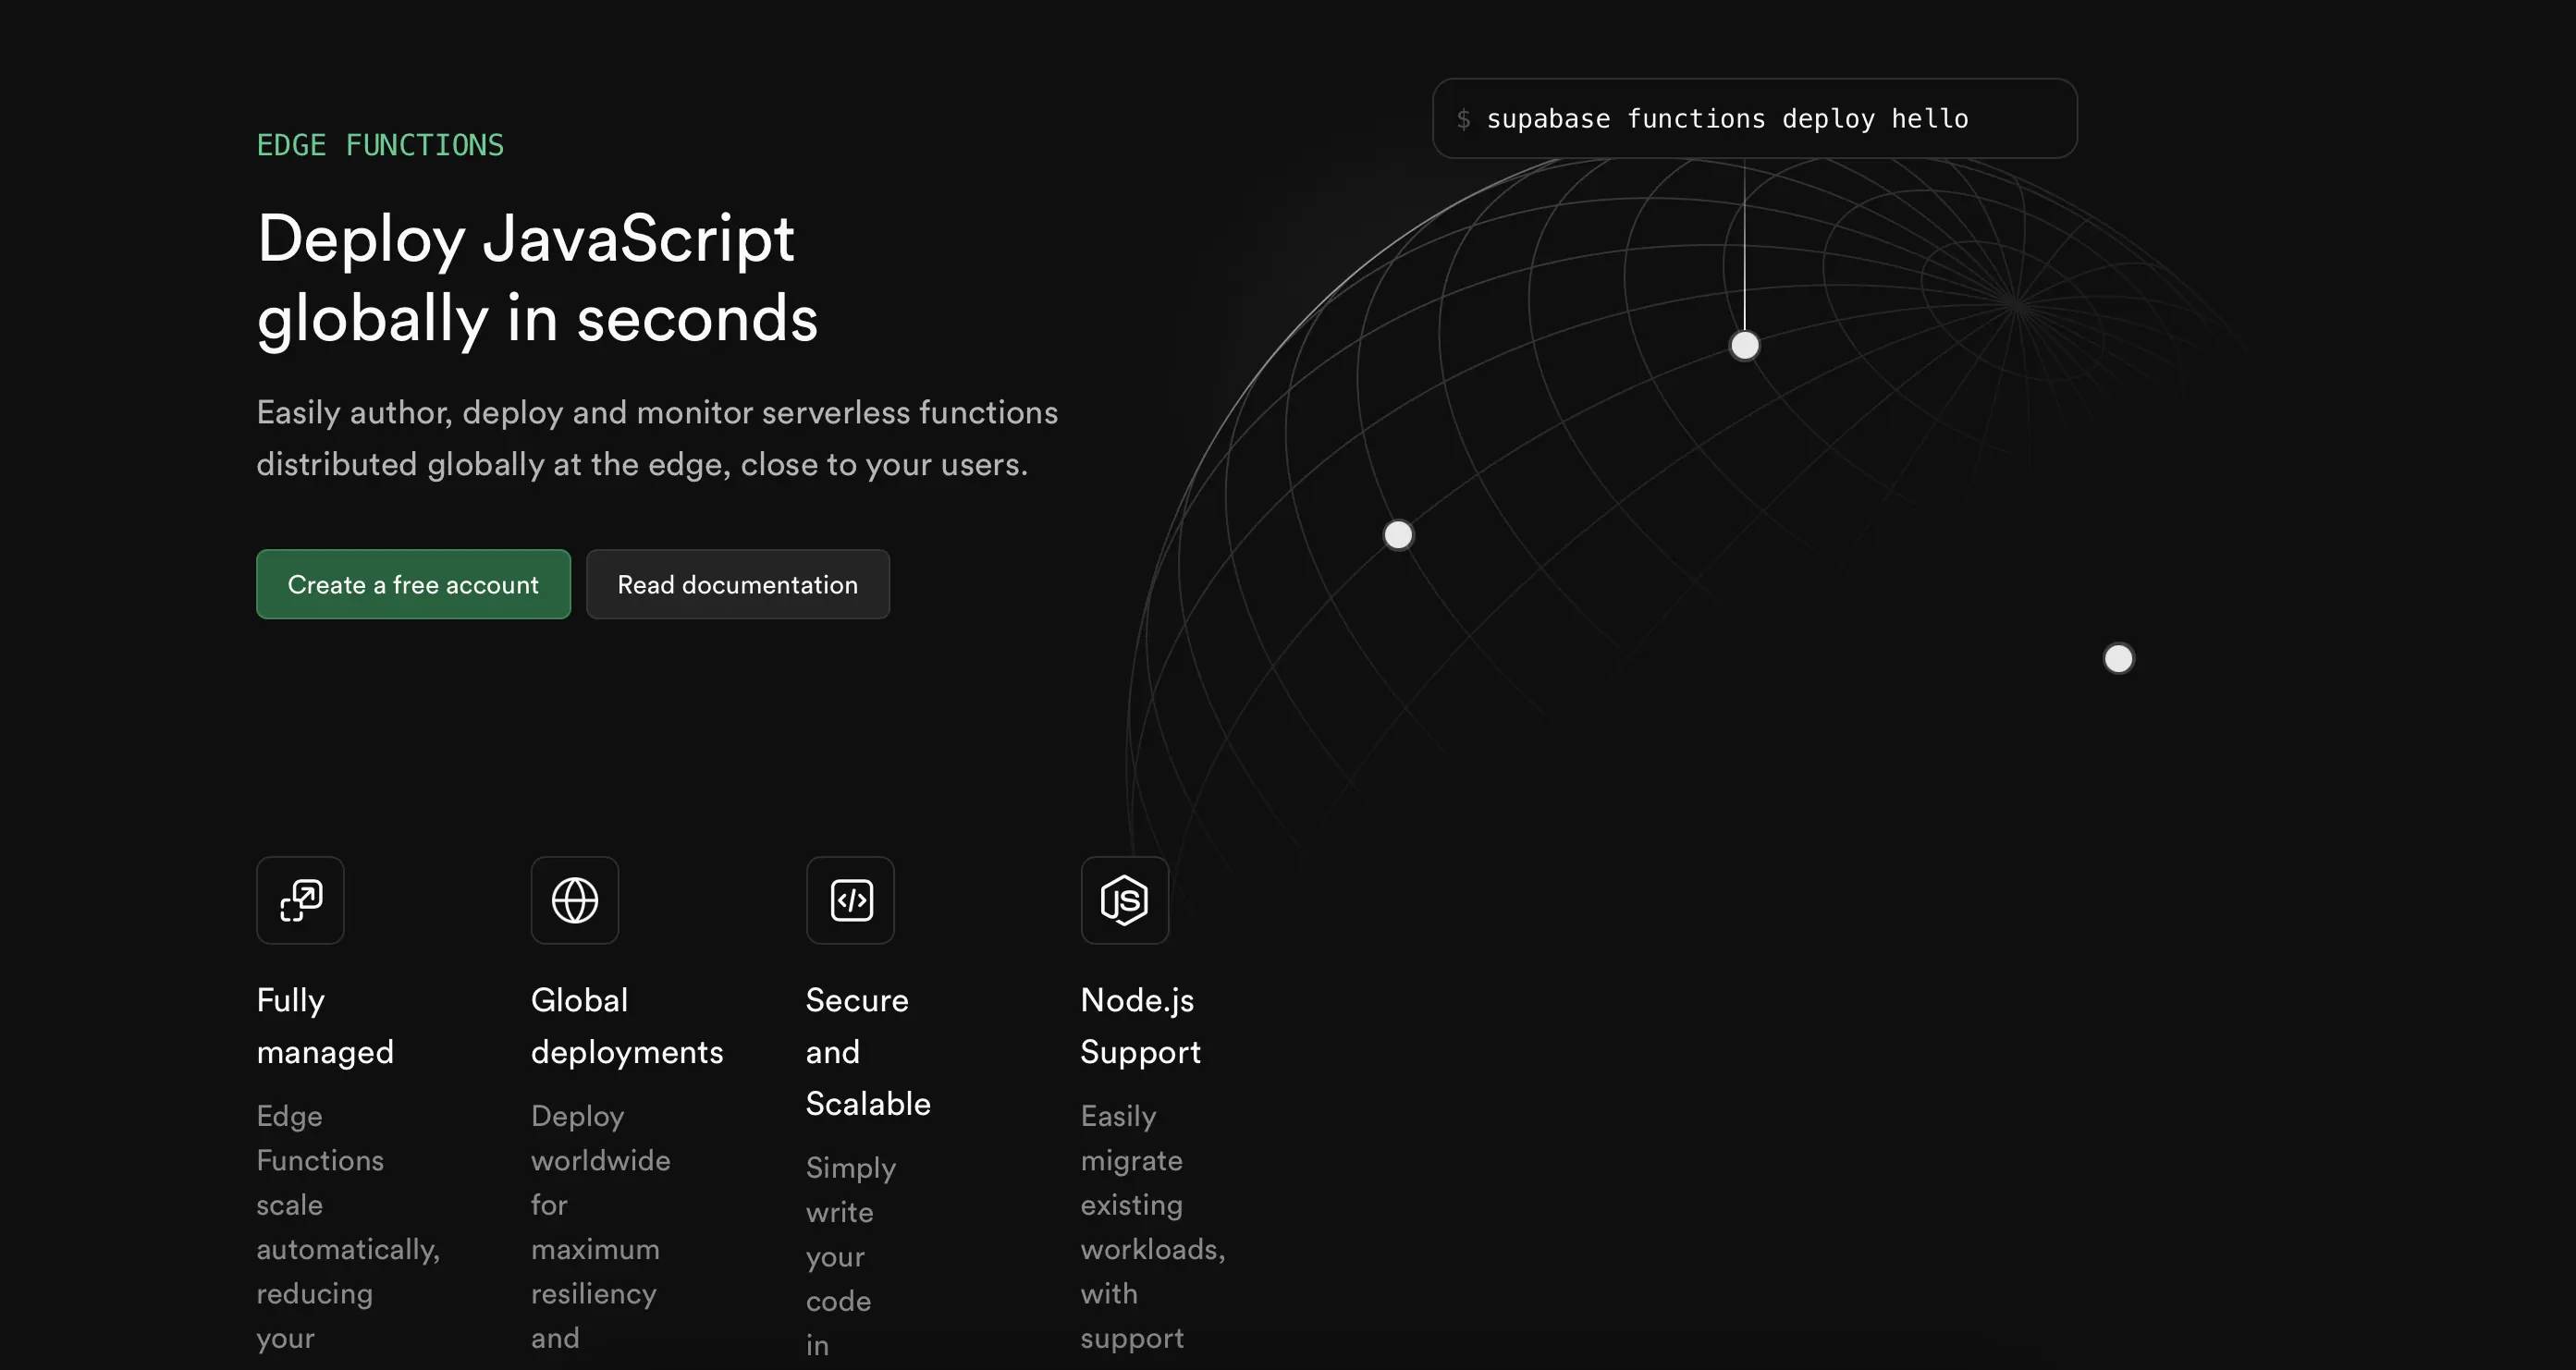 EDGE FUNCTIONS
Deploy JavaScript
globally in seconds
Easily author, deploy and monitor serverless functions
distributed globally at the edge, close to your users.
Create a free account
Read documentation
$ supabase functions deploy hello
Fully
managed
Edge
Functions
scale
automatically,
reducing
your
Global
deployments
Deploy
worldwide
for
maximum
resiliency
and
Secure
and
Scalable
Simply
write
your
code
in
JS
Node.js
Support
Easily
migrate
existing
workloads,
with
support